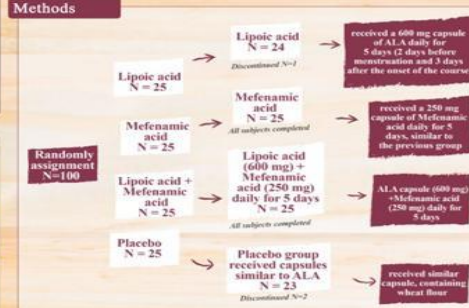 Methods
Randomly
assignment
N=100
Lipoic acid
N = 25
Lipoic acid
N = 24
Discontinued N=1
received a 600 mg capsule
of ALA daily for
5 days (2 days before
menstruation and 3 days
after the onset of the course
Mefenamic
acid
N = 25
Mefenamic
acid
N = 25
All subjects completed
received a 250 mg
capsule of Mefenamic
acid daily for 5
days, similar to
the previous group
Lipoic acid +
Mefenamic
acid
N = 25
Lipoic acid
(600 mg) +
Mefenamic
acid (250 mg)
daily for 5 days
N = 25
All subjects completed
ALA capsule (600 mg)
+Mefenamic acid
(250 mg) daily for
5 days
Placebo
N = 25
Placebo group
received capsules
similar to ALA
N = 23
Discontinued N=2
received similar
capsule, containing
wheat flour